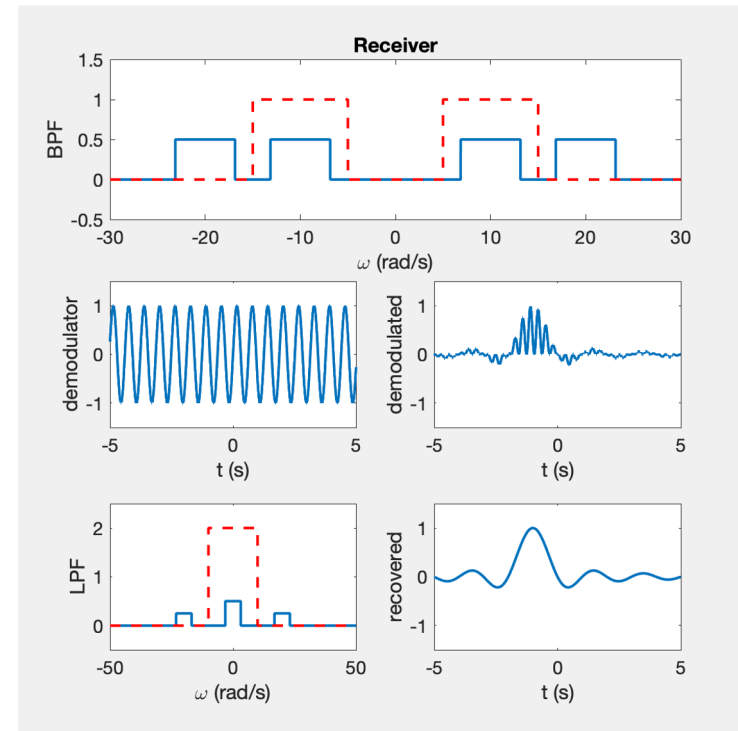 Receiver
BPF
1.5
1
0.5
0
-0.5
-30 -20 -10 0 10 20 30
ω (rad/s)
demodulator
1
0
-1
-5 0 5
t (s)
demodulated
1
0
-1
-5 0 5
t (s)
LPF
2
1
0
-50 0 50
ω (rad/s)
recovered
1
0
-1
-5 0 5
t (s)